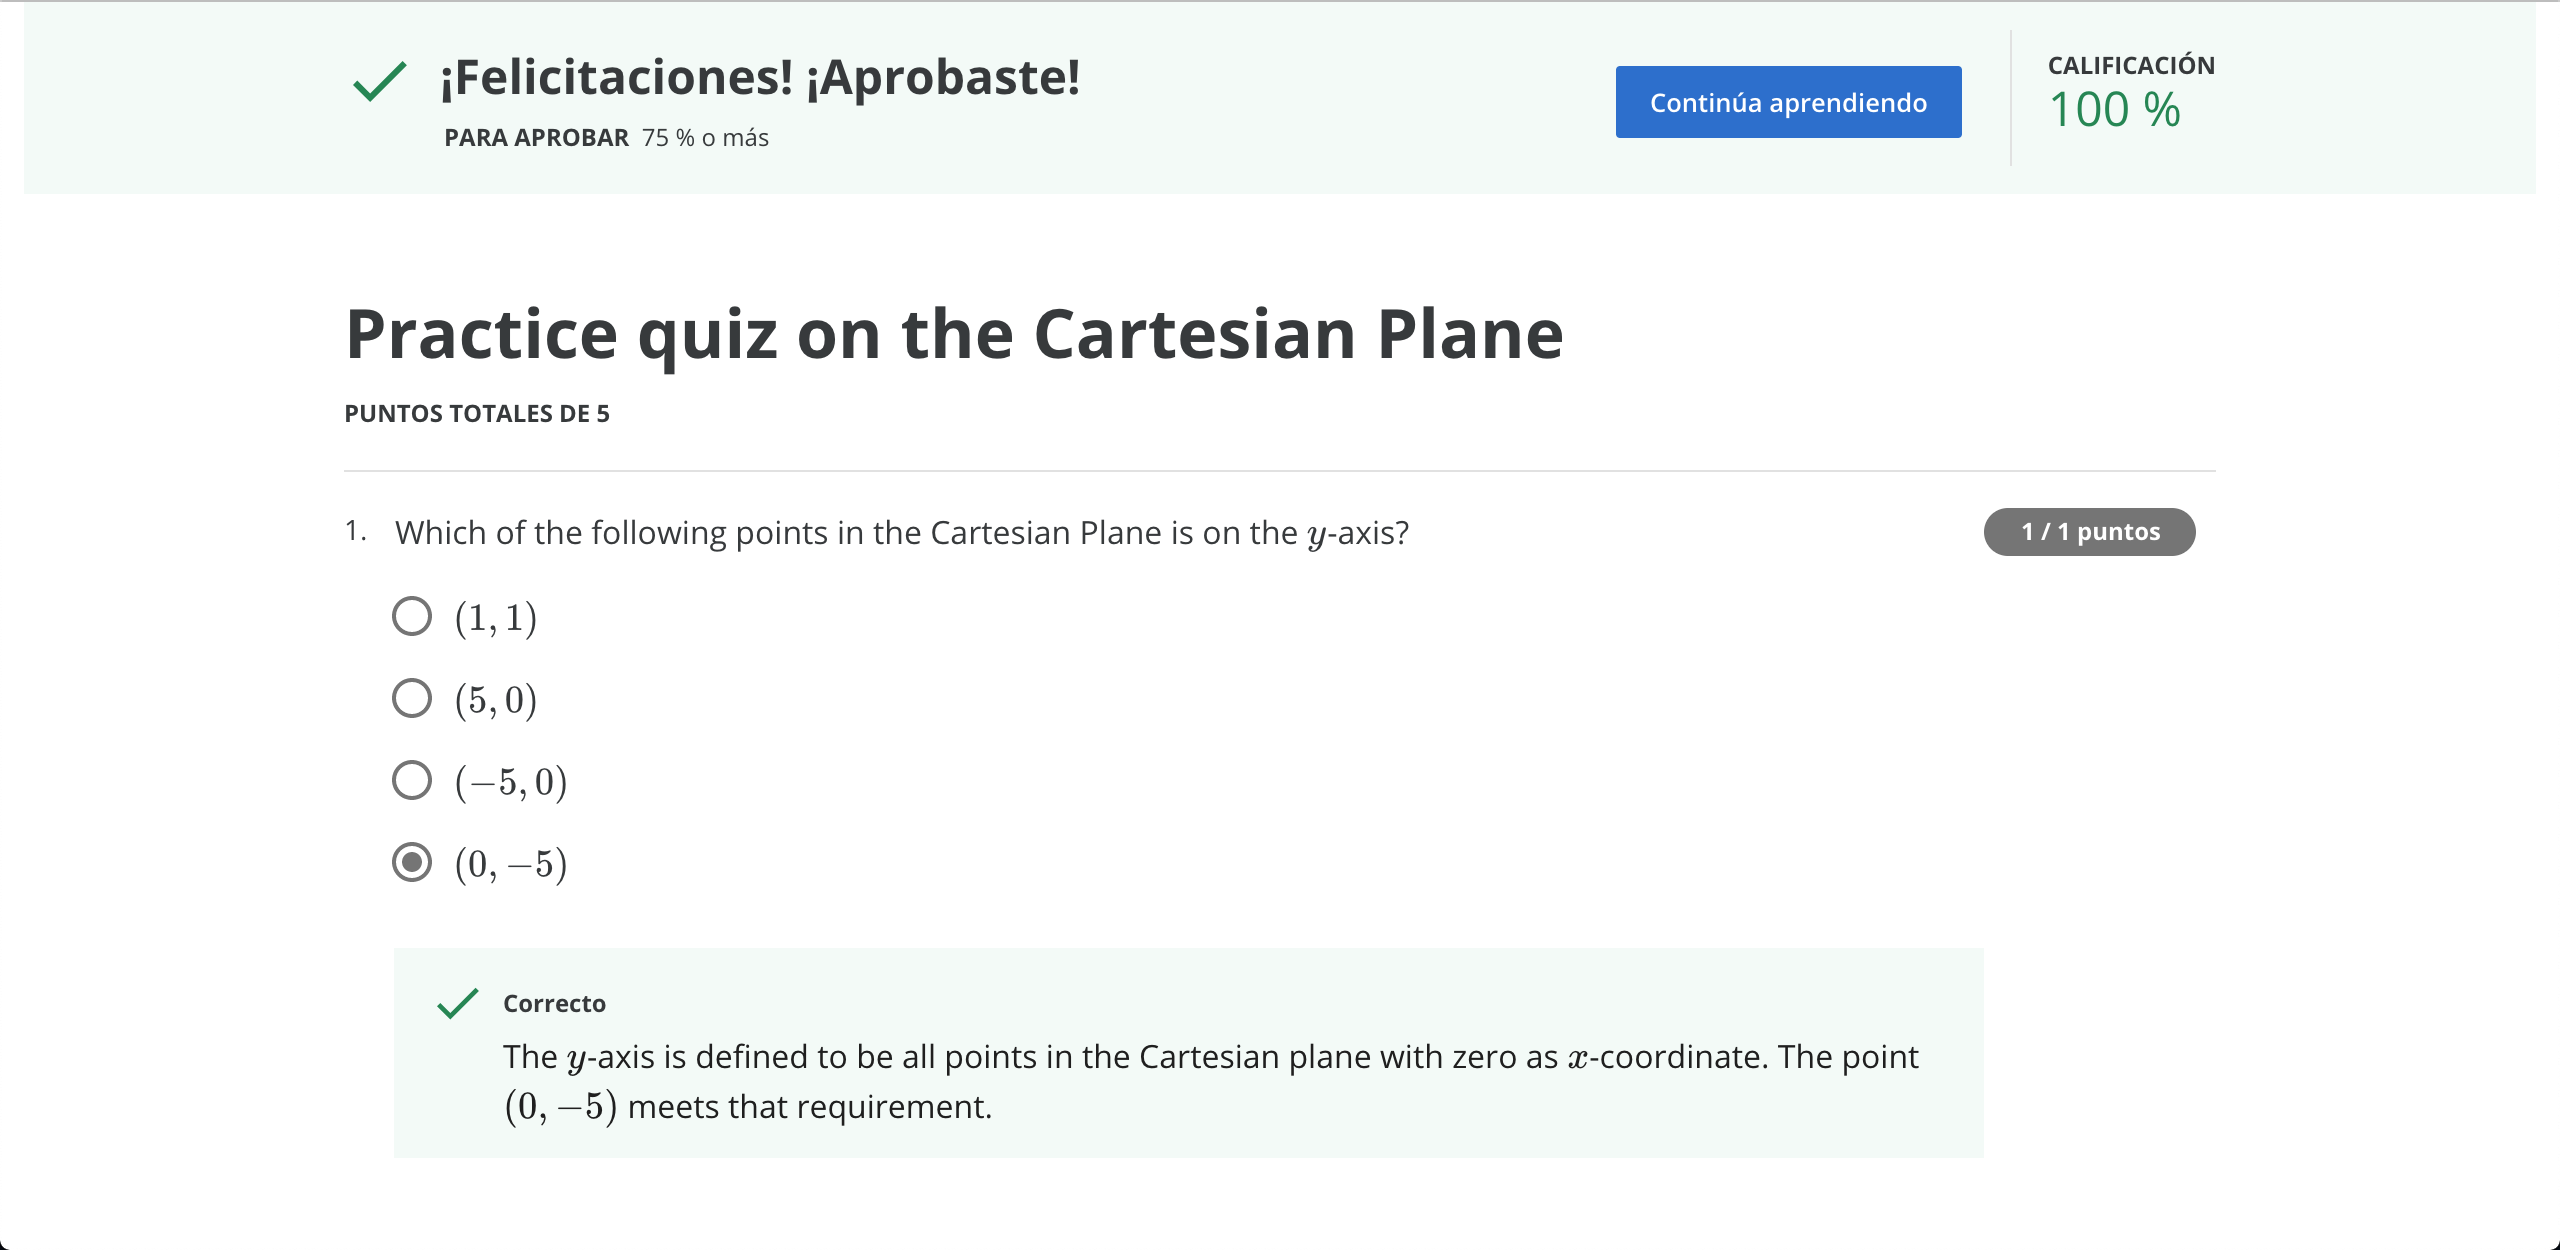 ¡Felicitaciones! ¡Aprobaste!
PARA APROBAR 75 % o más
Continúa aprendiendo
CALIFICACIÓN
100 %
Practice quiz on the Cartesian Plane
PUNTOS TOTALES DE 5
1. Which of the following points in the Cartesian Plane is on the y-axis?
1 / 1 puntos
(1, 1)
(5, 0)
(−5, 0)
(0, −5)
Correcto
The y-axis is defined to be all points in the Cartesian plane with zero as x-coordinate. The point
(0, −5) meets that requirement.